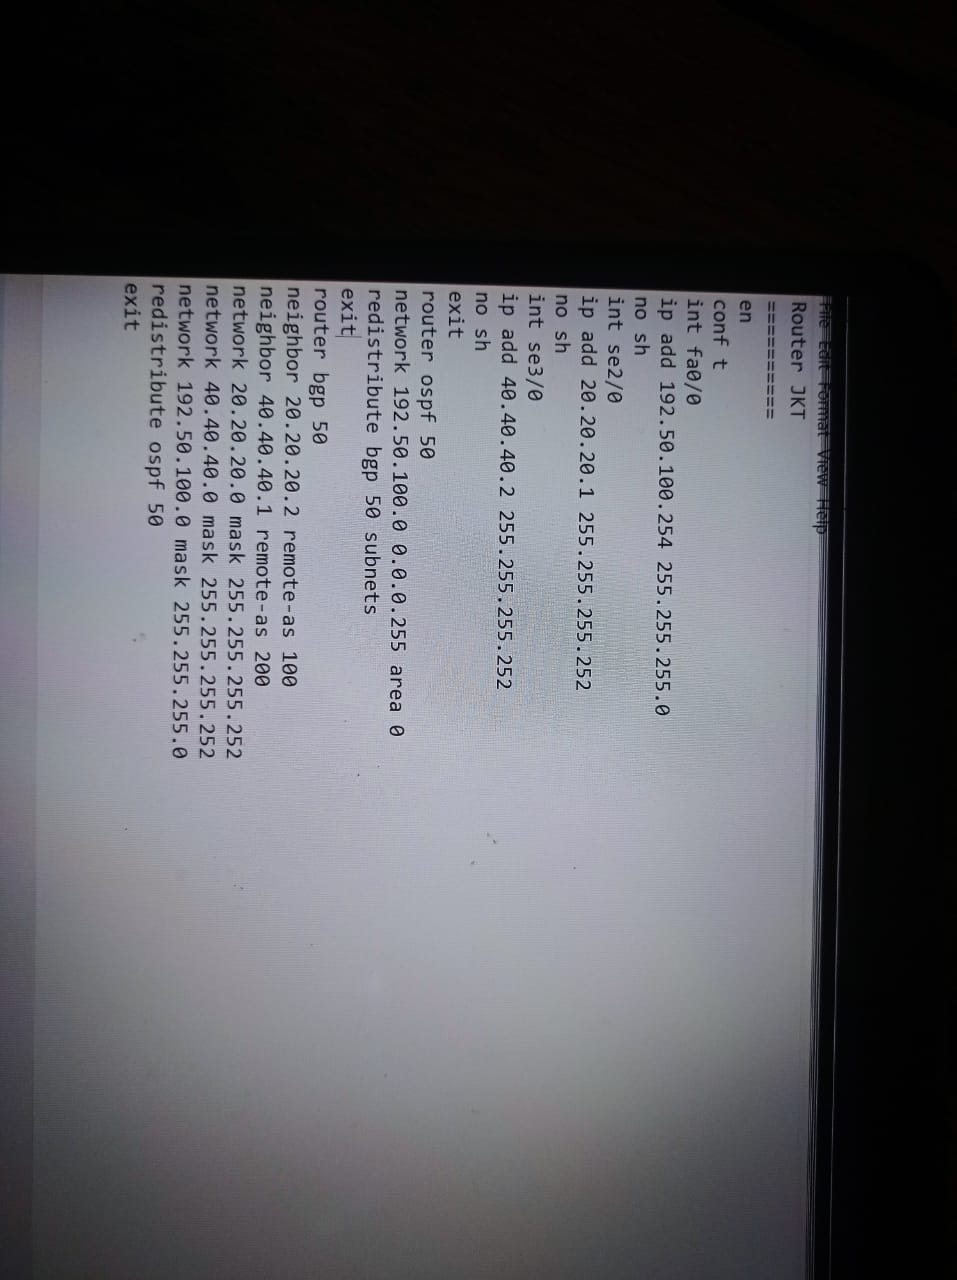 File Edit Format View Help
Router JKT
==========
en
conf t
int fa0/0
ip add 192.50.100.254 255.255.255.0
no sh
int se2/0
ip add 20.20.20.1 255.255.255.252
no sh
int se3/0
ip add 40.40.40.2 255.255.255.252
no sh
exit
router ospf 50
network 192.50.100.0 0.0.0.255 area 0
redistribute bgp 50 subnets
exit
router bgp 50
neighbor 20.20.20.2 remote-as 100
neighbor 40.40.40.1 remote-as 200
network 20.20.20.0 mask 255.255.255.252
network 40.40.40.0 mask 255.255.255.252
network 192.50.100.0 mask 255.255.255.0
redistribute ospf 50
exit